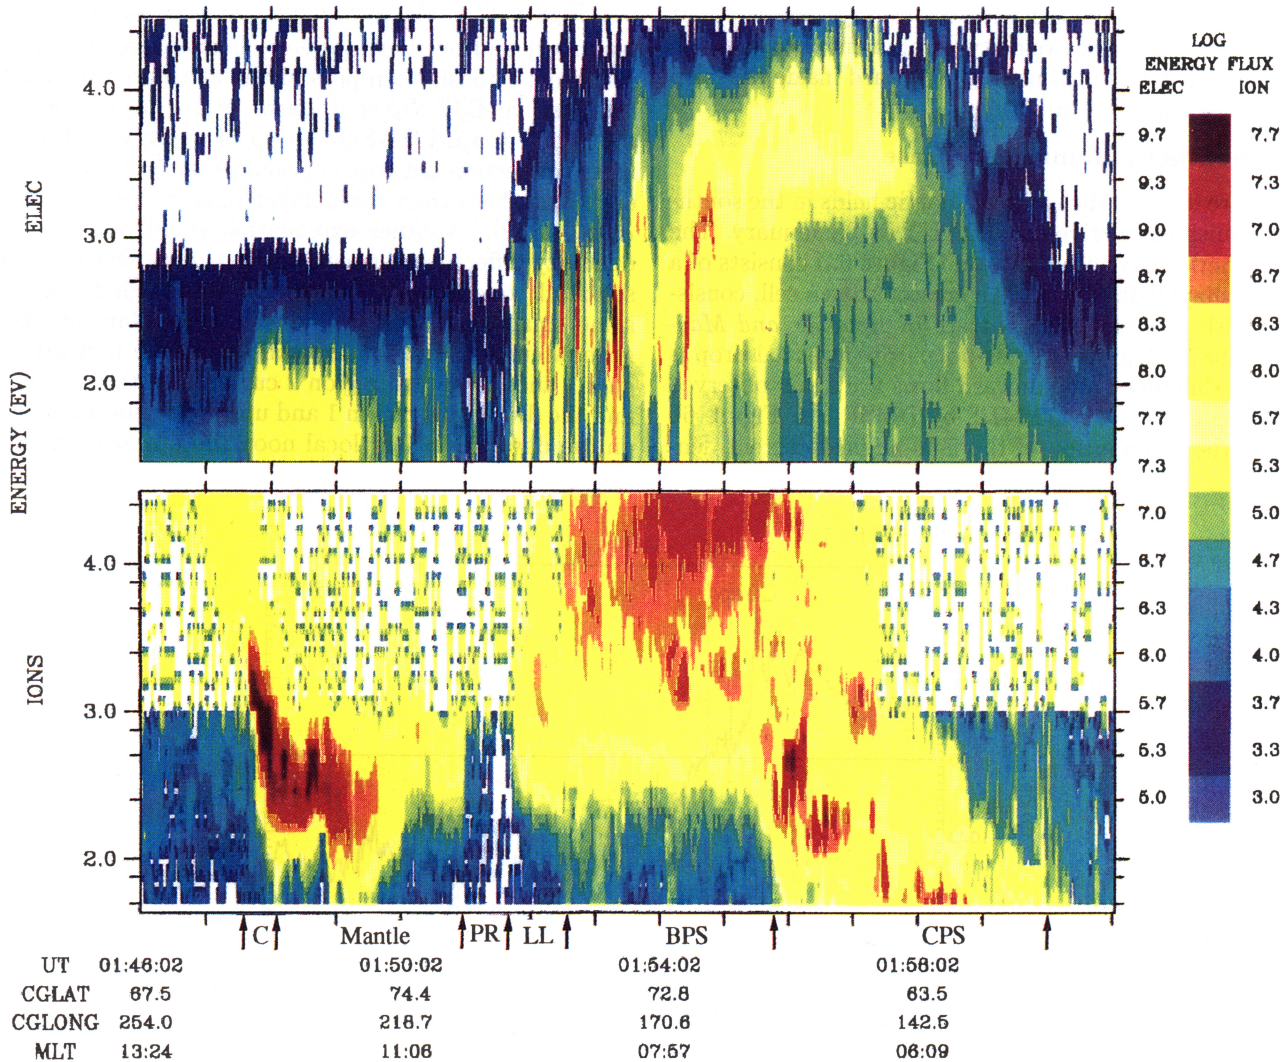 LOG
ENERGY FLUX
ELEC ION
9.7 7.7
9.3 7.3
9.0 7.0
8.7 6.7
8.3 6.3
8.0 6.0
7.7 5.7
7.3 5.3
7.0 5.0
6.7 4.7
6.3 4.3
6.0 4.0
5.7 3.7
5.3 3.3
5.0 3.0
ENERGY (EV)
ELEC
4.0
3.0
2.0
IONS
4.0
3.0
2.0
C Mantle PR LL BPS CPS
UT 01:46:02 01:50:02 01:54:02 01:58:02
CGLAT 67.5 74.4 72.8 63.5
CGLONG 254.0 218.7 170.6 142.5
MLT 13:24 11:06 07:57 06:09